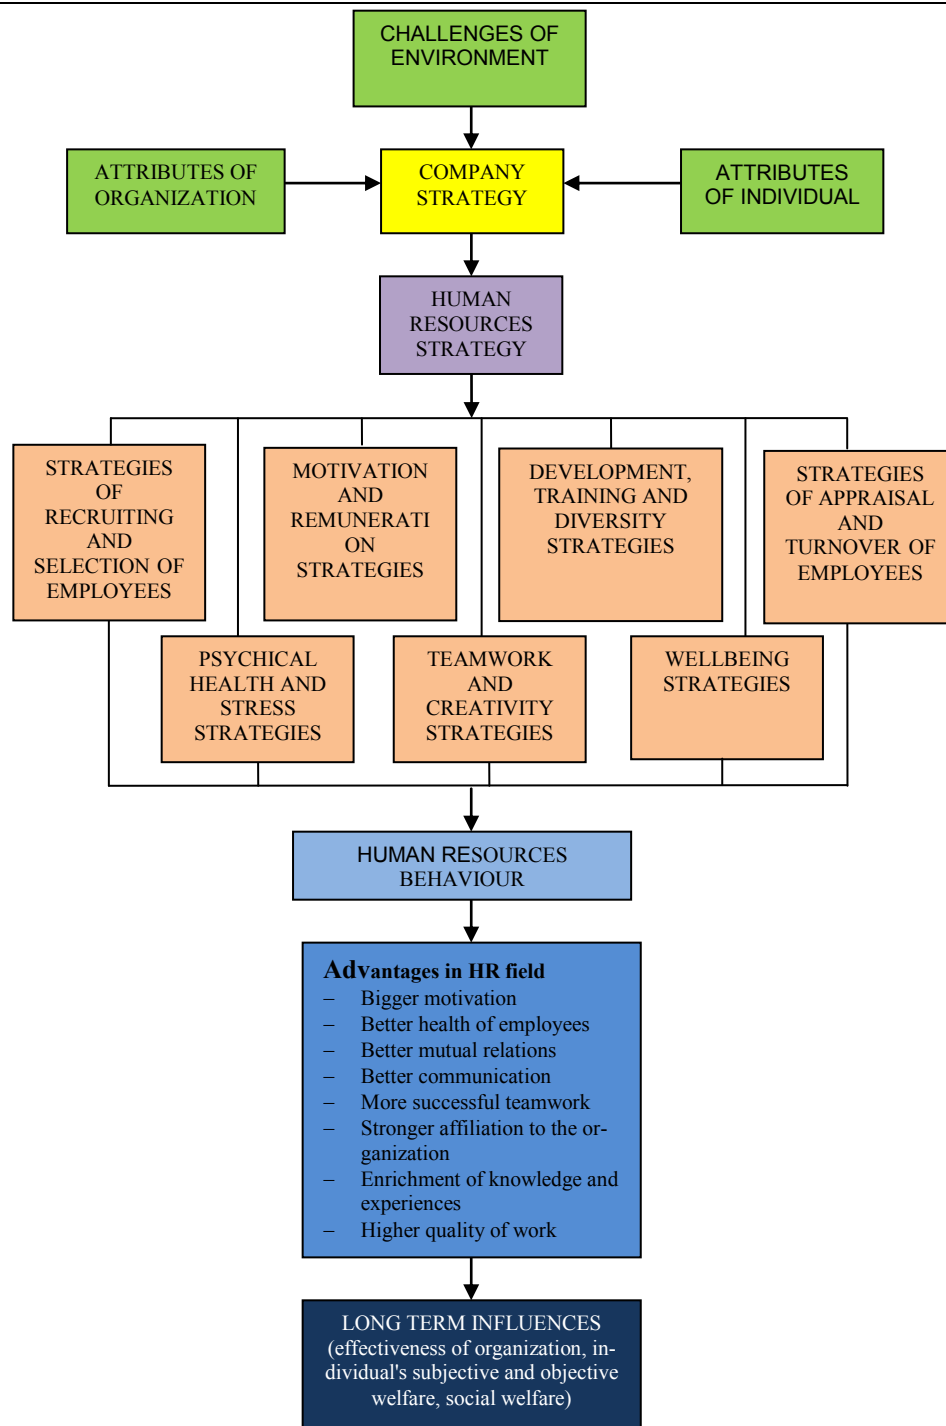 CHALLENGES OF
ENVIRONMENT
ATTRIBUTES OF
ORGANIZATION
COMPANY
STRATEGY
ATTRIBUTES
OF INDIVIDUAL
HUMAN
RESOURCES
STRATEGY
STRATEGIES
OF
RECRUITING
AND
SELECTION OF
EMPLOYEES
MOTIVATION
AND
REMUNERATI
ON
STRATEGIES
DEVELOPMENT,
TRAINING AND
DIVERSITY
STRATEGIES
STRATEGIES
OF APPRAISAL
AND
TURNOVER OF
EMPLOYEES
PSYCHICAL
HEALTH AND
STRESS
STRATEGIES
TEAMWORK
AND
CREATIVITY
STRATEGIES
WELLBEING
STRATEGIES
HUMAN RESOURCES
BEHAVIOUR
Advantages in HR field
– Bigger motivation
– Better health of employees
– Better mutual relations
– Better communication
– More successful teamwork
– Stronger affiliation to the or-
ganization
– Enrichment of knowledge and
experiences
– Higher quality of work
LONG TERM INFLUENCES
(effectiveness of organization, in-
dividual's subjective and objective
welfare, social welfare)